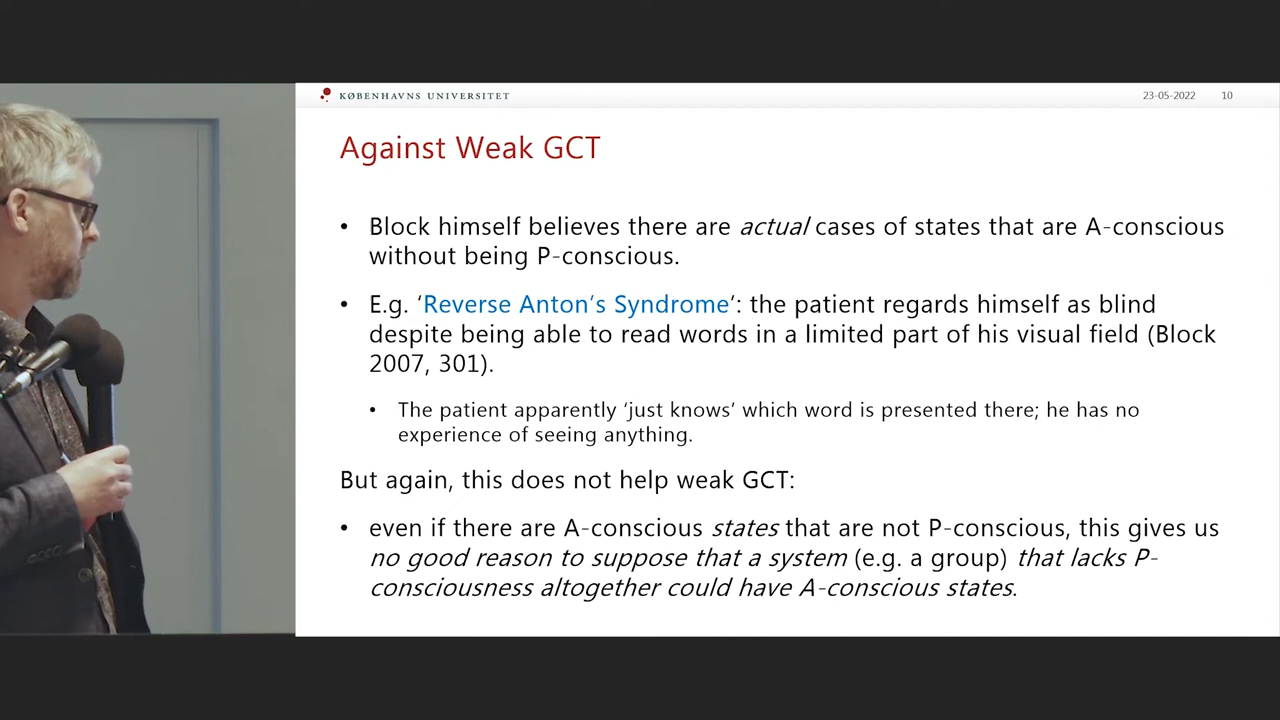 KØBENHAVNS UNIVERSITET
23-05-2022 10
Against Weak GCT
• Block himself believes there are actual cases of states that are A-conscious
without being P-conscious.
• E.g. ‘Reverse Anton’s Syndrome’: the patient regards himself as blind
despite being able to read words in a limited part of his visual field (Block
2007, 301).
• The patient apparently ‘just knows’ which word is presented there; he has no
experience of seeing anything.
But again, this does not help weak GCT:
• even if there are A-conscious states that are not P-conscious, this gives us
no good reason to suppose that a system (e.g. a group) that lacks P-
consciousness altogether could have A-conscious states.